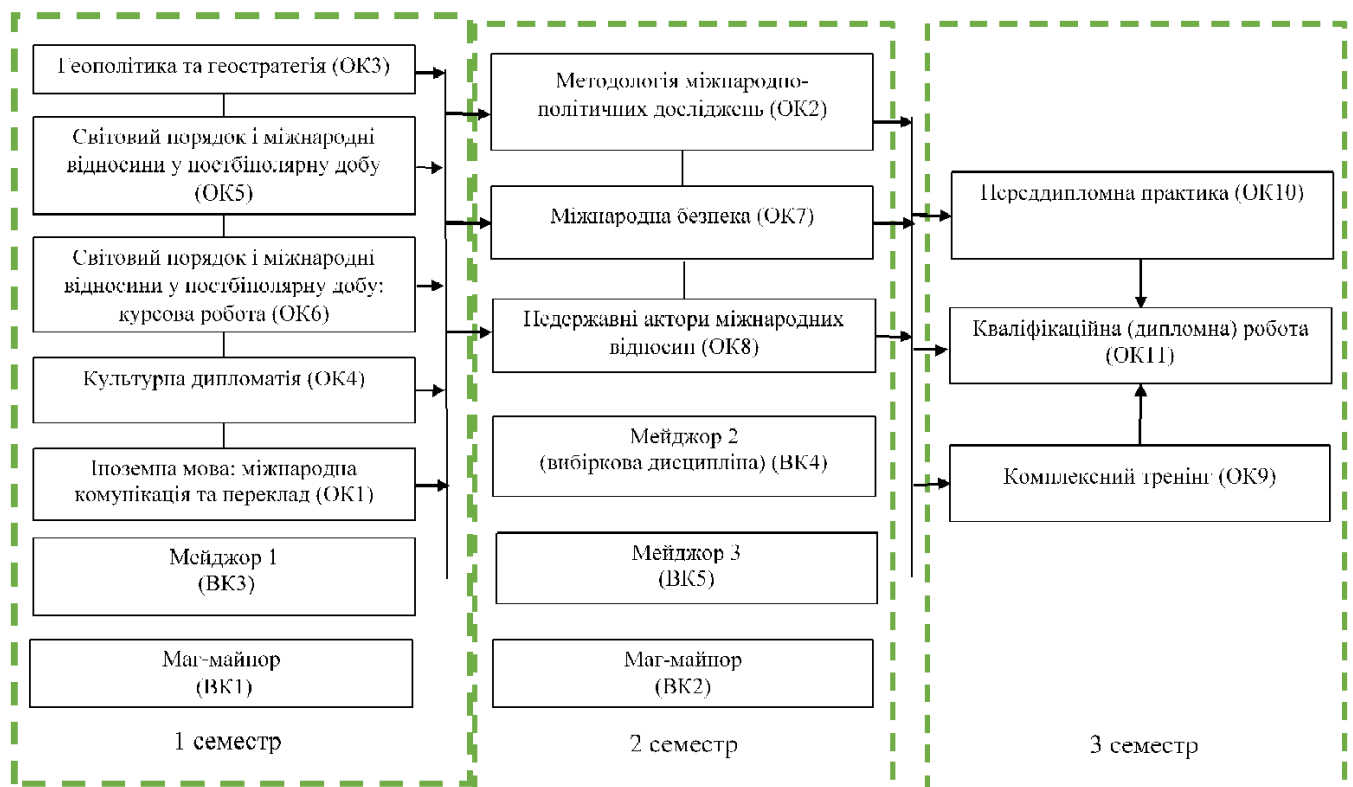 Геополітика та геостратегія (ОК3)
Світовий порядок і міжнародні
відносини у постбіполярну добу
(ОК5)
Світовий порядок і міжнародні
відносини у постбіполярну добу:
курсова робота (ОК6)
Культурна дипломатія (ОК4)
Іноземна мова: міжнародна
комунікація та переклад (ОК1)
Мейджор 1
(ВК3)
Маг-майнор
(ВК1)
1 семестр
Методологія міжнародно-
політичних досліджень (ОК2)
Міжнародна безпека (ОК7)
Недержавні актори міжнародних
відносин (ОК8)
Мейджор 2
(вибіркова дисципліна) (ВК4)
Мейджор 3
(ВК5)
Маг-майнор
(ВК2)
2 семестр
Переддипломна практика (ОК10)
Кваліфікаційна (дипломна) робота
(ОК11)
Комплексний тренінг (ОК9)
3 семестр